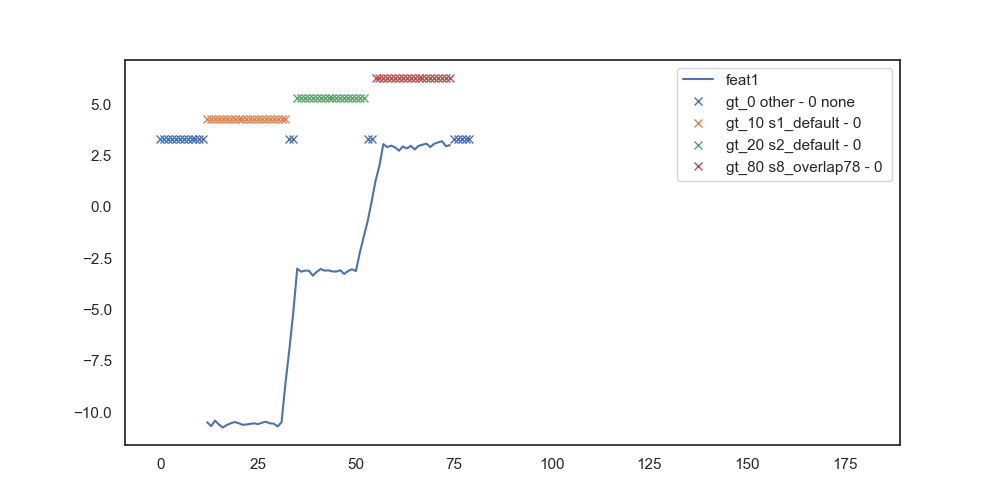 feat1
gt_0 other - 0 none
gt_10 s1_default - 0
gt_20 s2_default - 0
gt_80 s8_overlap78 - 0
5.0
2.5
0.0
−2.5
−5.0
−7.5
−10.0
0 25 50 75 100 125 150 175